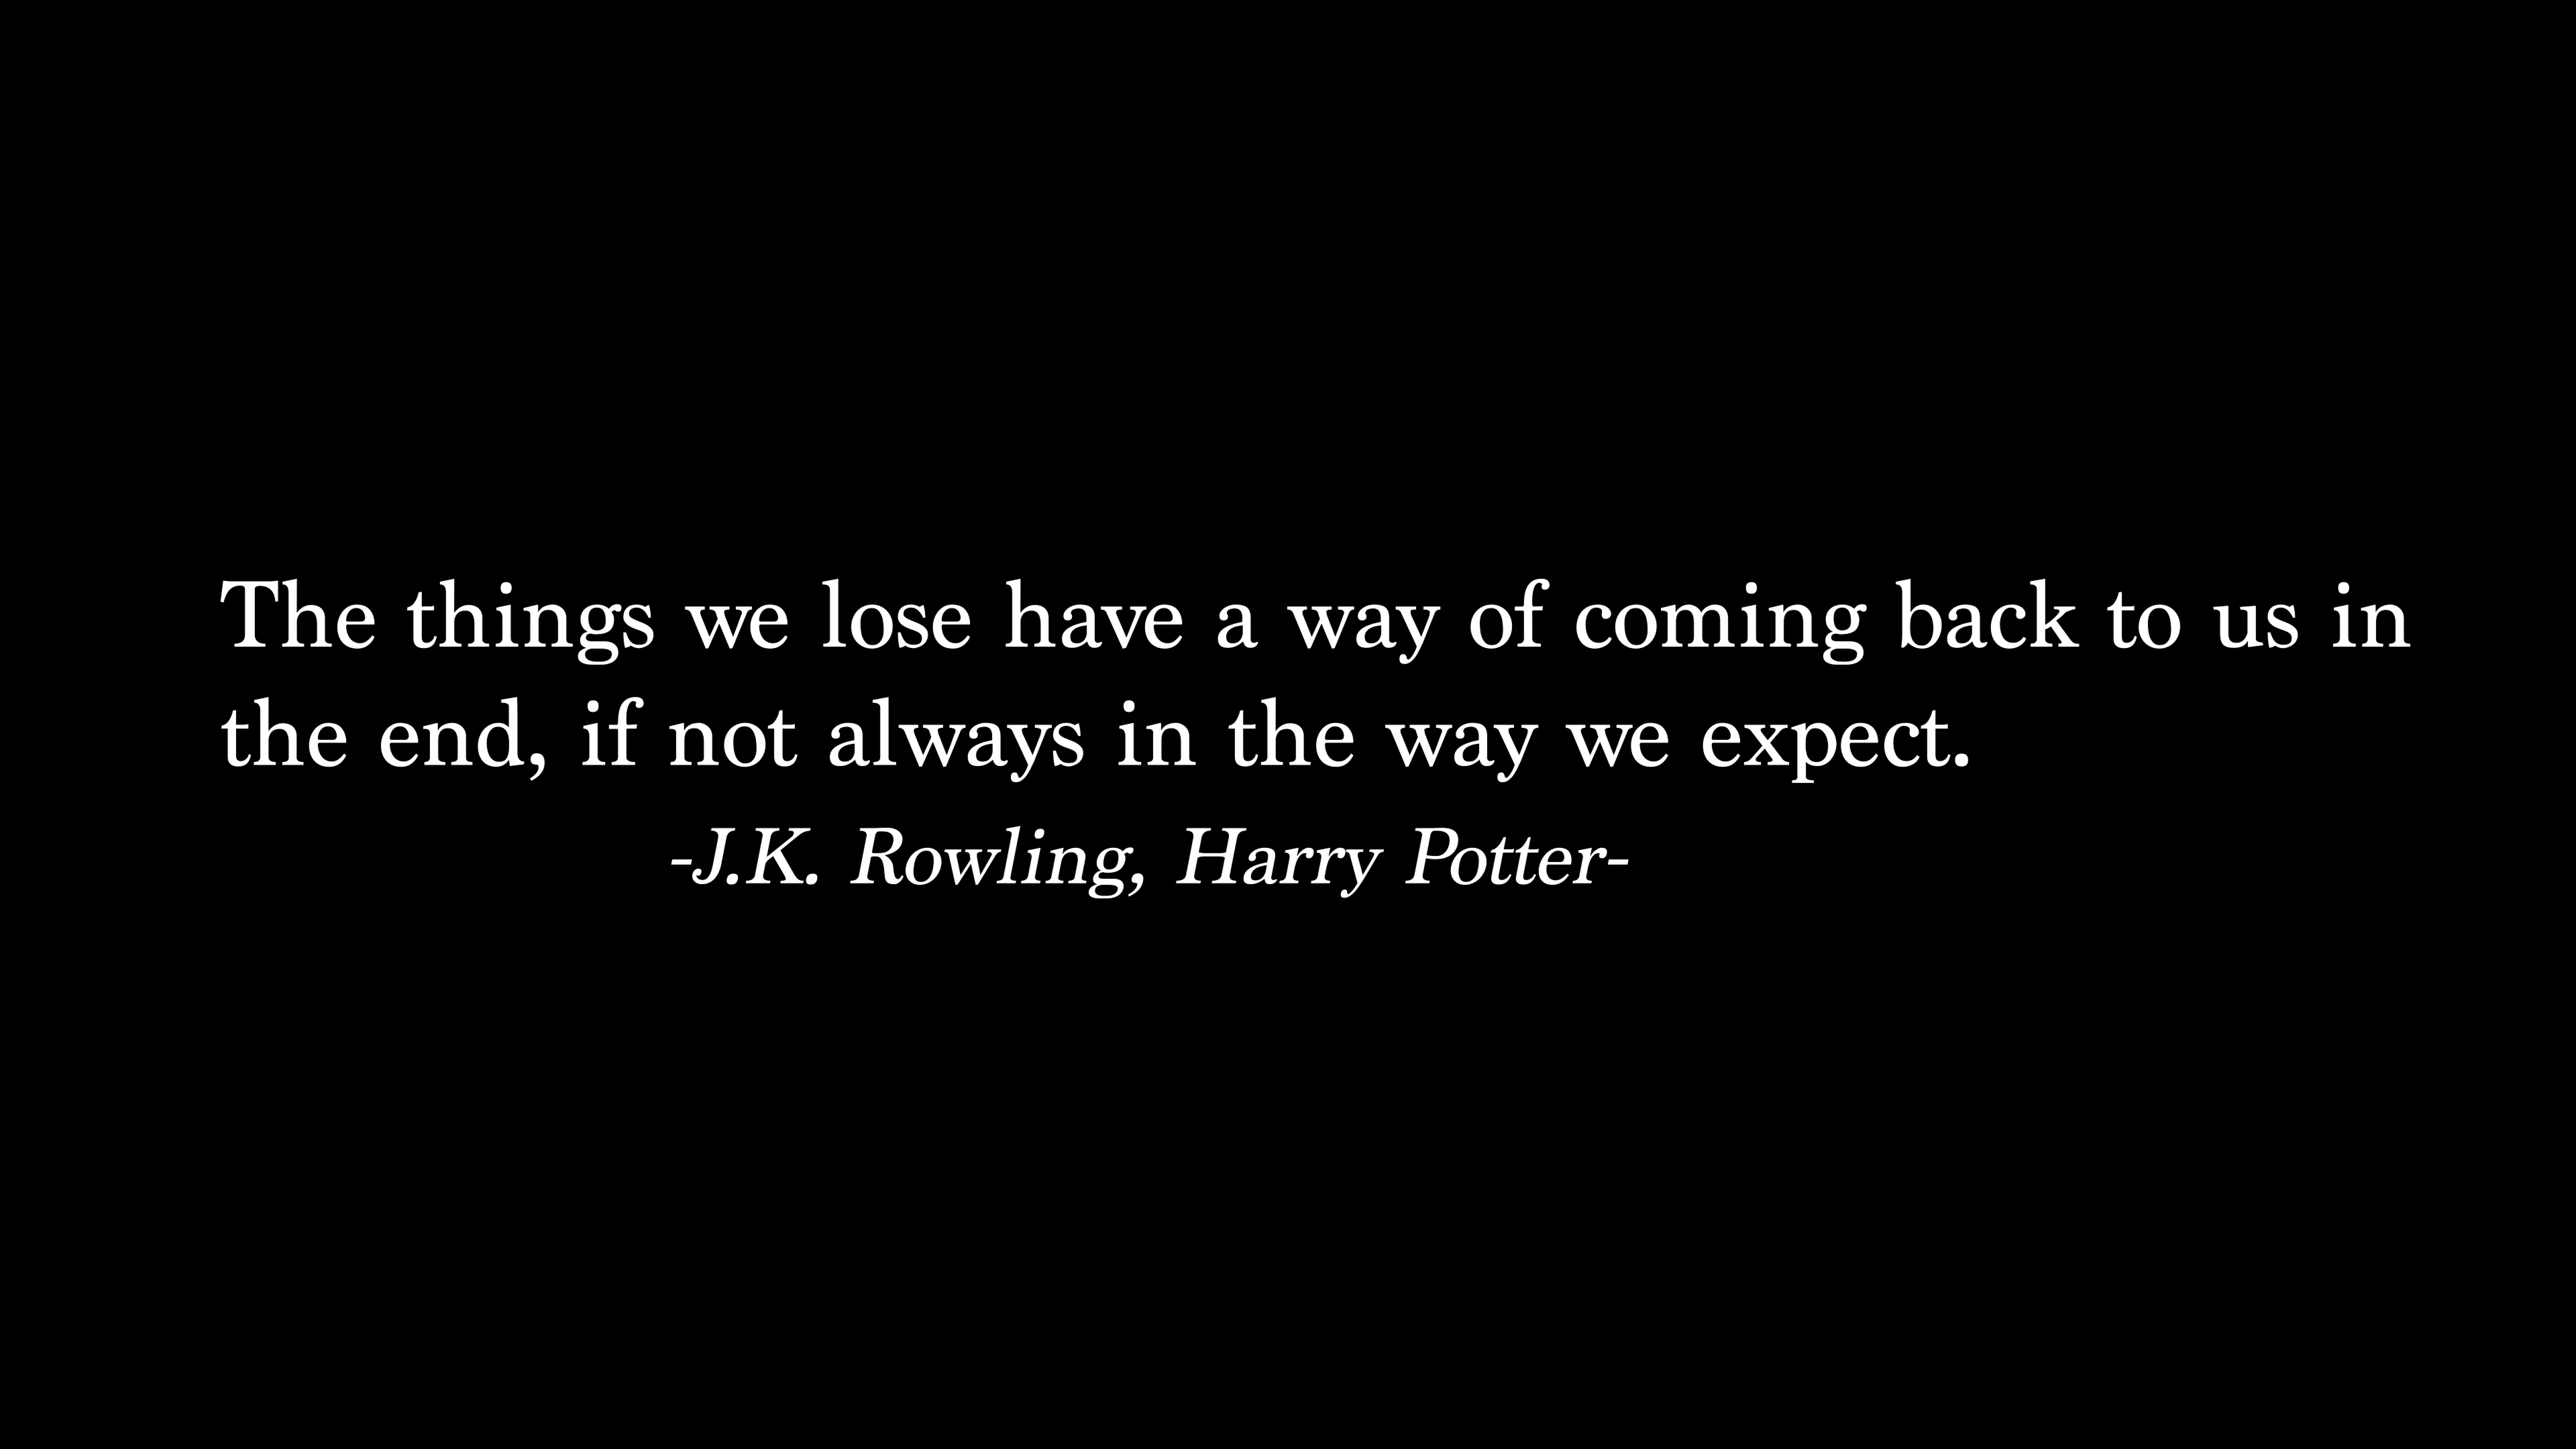 The things we lose have a way of coming back to us in
the end, if not always in the way we expect.
-J.K. Rowling, Harry Potter-